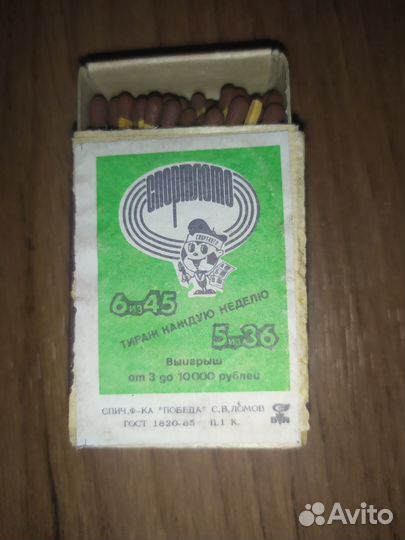 Спортлото
СПОРТЛОТО
6 из 45
ТИРАЖ КАЖДУЮ НЕДЕЛЮ
5 из 36
Выигрыш
от 3 до 10000 рублей
СПИЧ.Ф-КА "ПОБЕДА" С.В.ЛОМОВ
ГОСТ 1820-85 Ц.1 К.
Avito